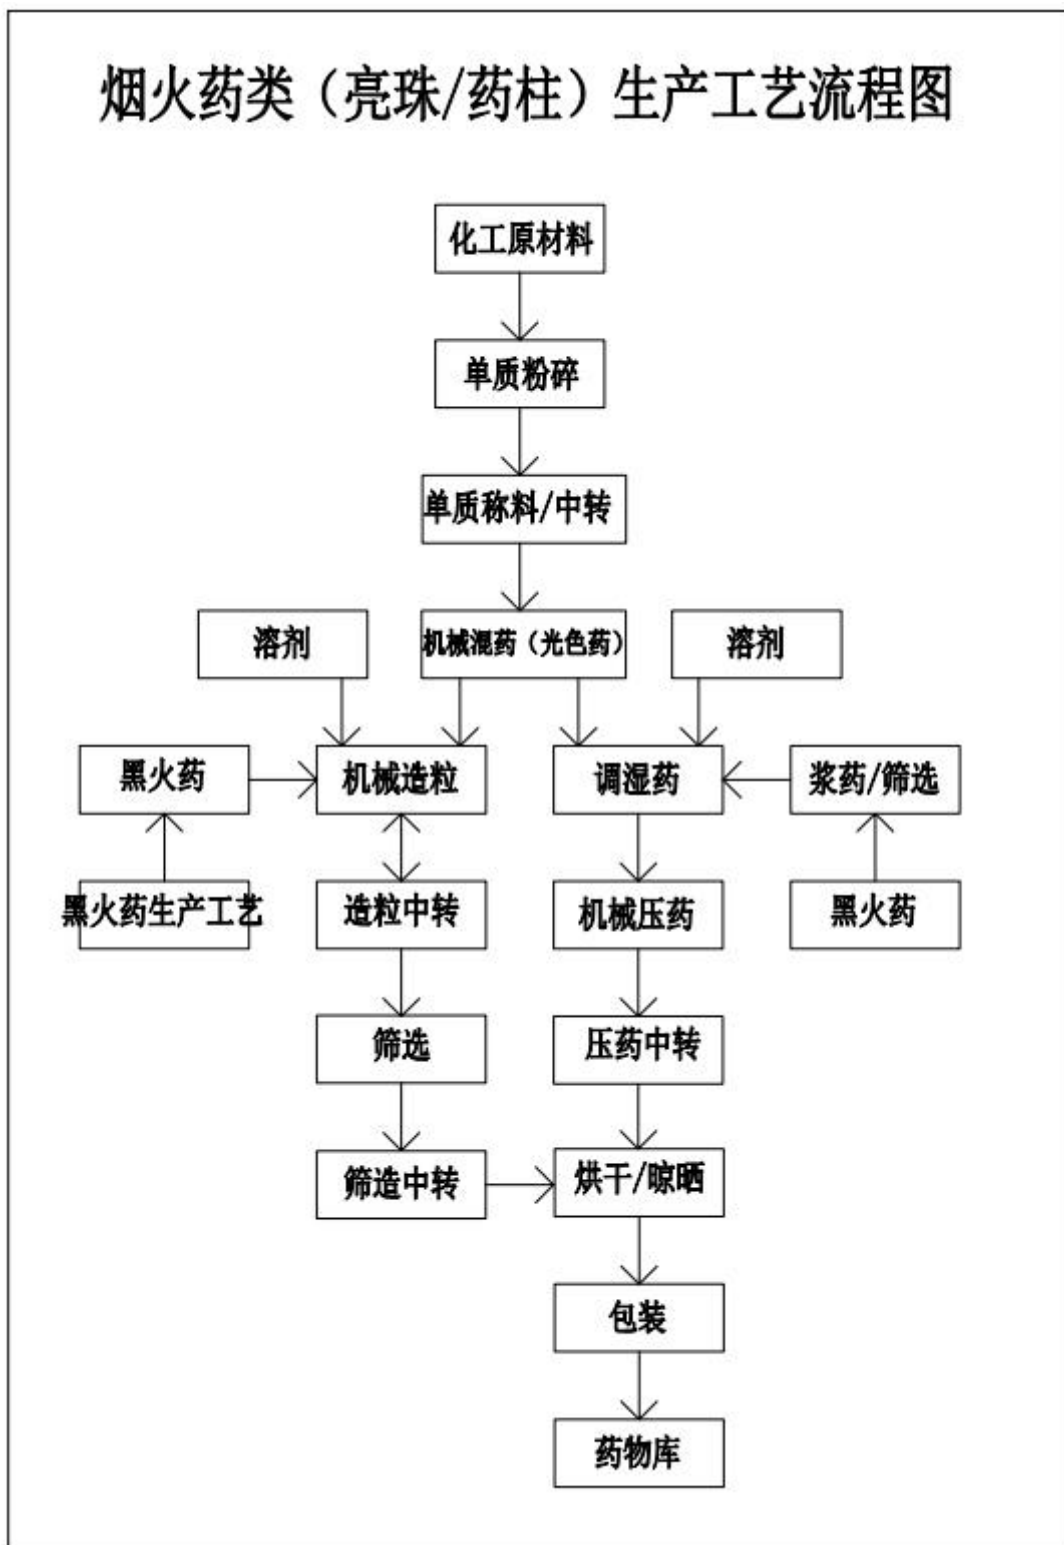 烟火药类（亮珠/药柱）生产工艺流程图
化工原材料
单质粉碎
单质称料/中转
溶剂
机械混药（光色药）
溶剂
黑火药
机械造粒
调湿药
浆药/筛选
黑火药生产工艺
造粒中转
机械压药
黑火药
筛选
压药中转
筛造中转
烘干/晾晒
包装
药物库